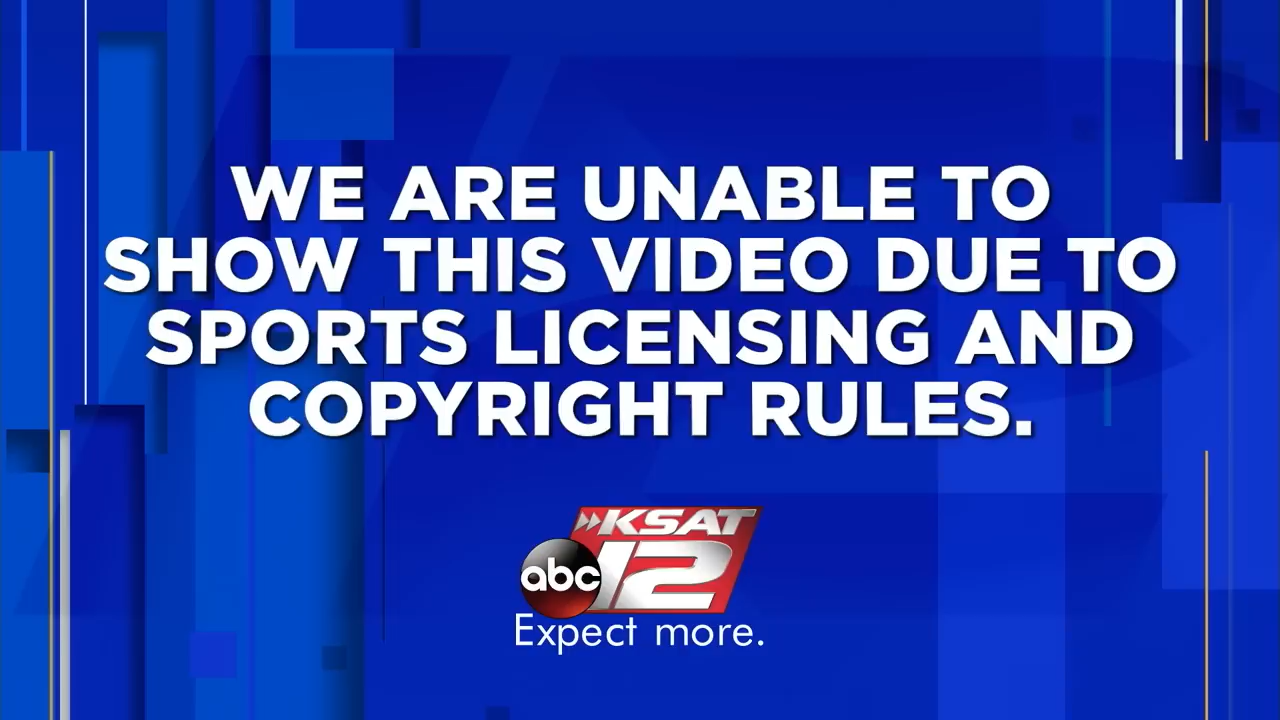 WE ARE UNABLE TO
SHOW THIS VIDEO DUE TO
SPORTS LICENSING AND
COPYRIGHT RULES.
KSAT
abc 12
Expect more.